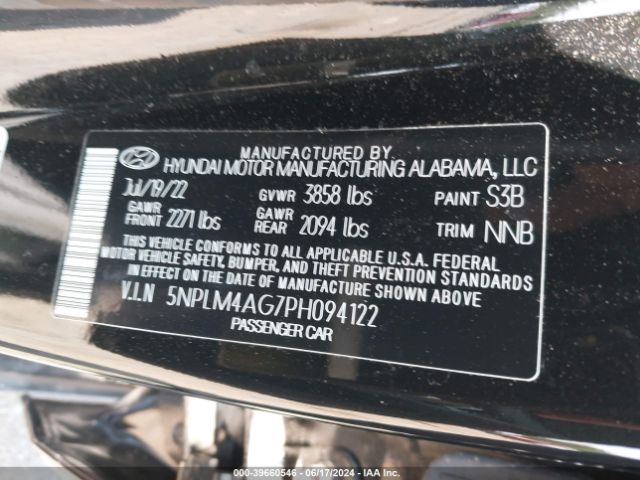 MANUFACTURED BY
HYUNDAI MOTOR MANUFACTURING ALABAMA, LLC
Jul/19/22 GVWR 3858 lbs PAINT S3B
GAWR FRONT 2271 lbs GAWR REAR 2094 lbs TRIM NNB
THIS VEHICLE CONFORMS TO ALL APPLICABLE U.S.A. FEDERAL
MOTOR VEHICLE SAFETY, BUMPER, AND THEFT PREVENTION STANDARDS
IN EFFECT ON THE DATE OF MANUFACTURE SHOWN ABOVE.
V.I.N 5NPLM4AG7PH094122
PASSENGER CAR
000-39660546 - 06/17/2024 - IAA Inc.